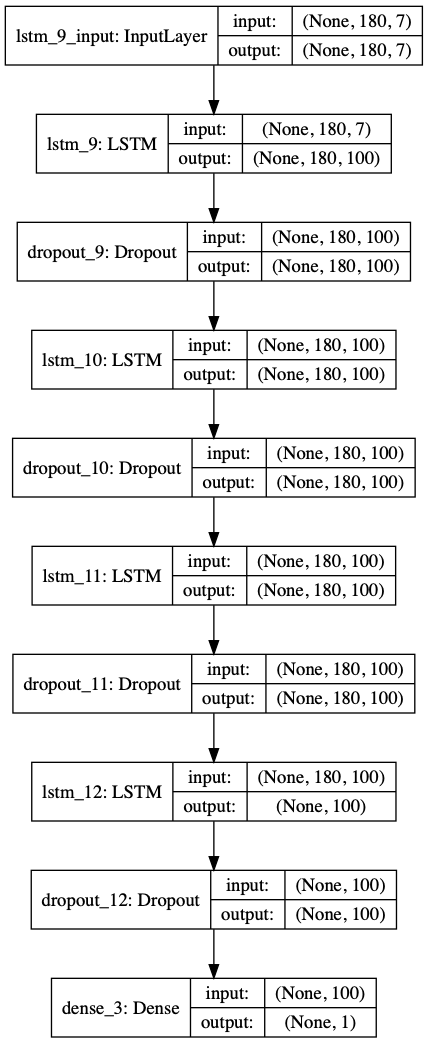 lstm_9_input: InputLayer
input: (None, 180, 7)
output: (None, 180, 7)
lstm_9: LSTM
input: (None, 180, 7)
output: (None, 180, 100)
dropout_9: Dropout
input: (None, 180, 100)
output: (None, 180, 100)
lstm_10: LSTM
input: (None, 180, 100)
output: (None, 180, 100)
dropout_10: Dropout
input: (None, 180, 100)
output: (None, 180, 100)
lstm_11: LSTM
input: (None, 180, 100)
output: (None, 180, 100)
dropout_11: Dropout
input: (None, 180, 100)
output: (None, 180, 100)
lstm_12: LSTM
input: (None, 180, 100)
output: (None, 100)
dropout_12: Dropout
input: (None, 100)
output: (None, 100)
dense_3: Dense
input: (None, 100)
output: (None, 1)